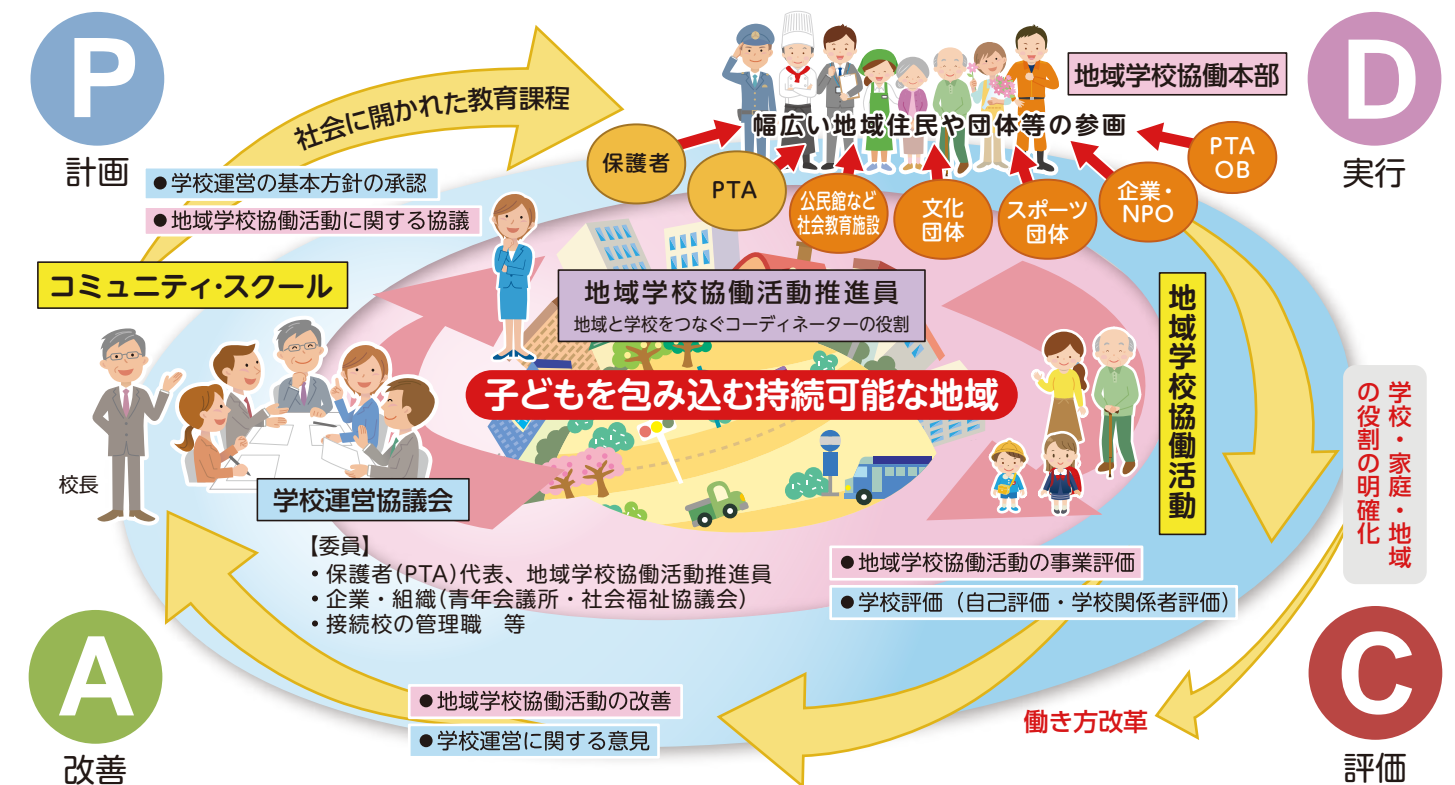 P
計画
社会に開かれた教育課程
●学校運営の基本方針の承認
●地域学校協働活動に関する協議
コミュニティ・スクール
地域学校協働本部
D
実行
幅広い地域住民や団体等の参画
保護者
PTA
公民館など
社会教育施設
文化
団体
スポーツ
団体
企業・
NPO
PTA
OB
地域学校協働活動推進員
地域と学校をつなぐコーディネーターの役割
子どもを包み込む持続可能な地域
地域学校協働活動
学校・家庭・地域
の役割の明確化
校長
学校運営協議会
【委員】
・保護者(PTA)代表、地域学校協働活動推進員
・企業・組織(青年会議所・社会福祉協議会)
・接続校の管理職　等
●地域学校協働活動の事業評価
●学校評価（自己評価・学校関係者評価）
C
評価
働き方改革
●地域学校協働活動の改善
●学校運営に関する意見
A
改善